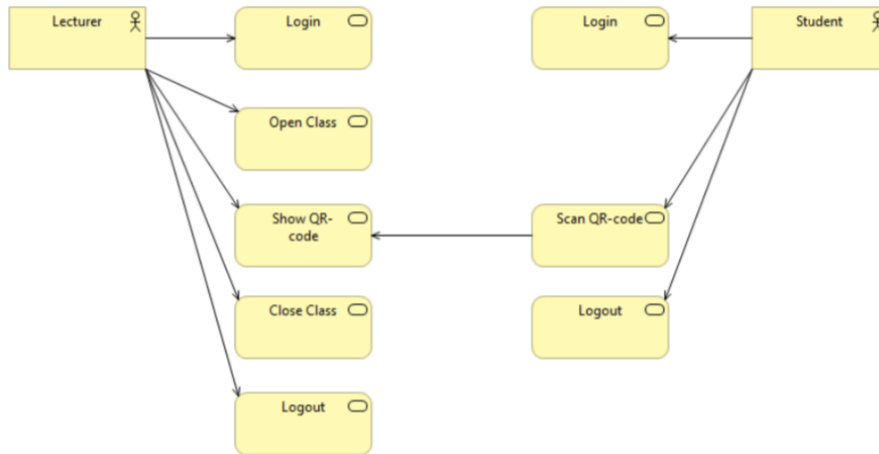 Lecturer
Login
Login
Student
Open Class
Show QR-
code
Scan QR-code
Close Class
Logout
Logout